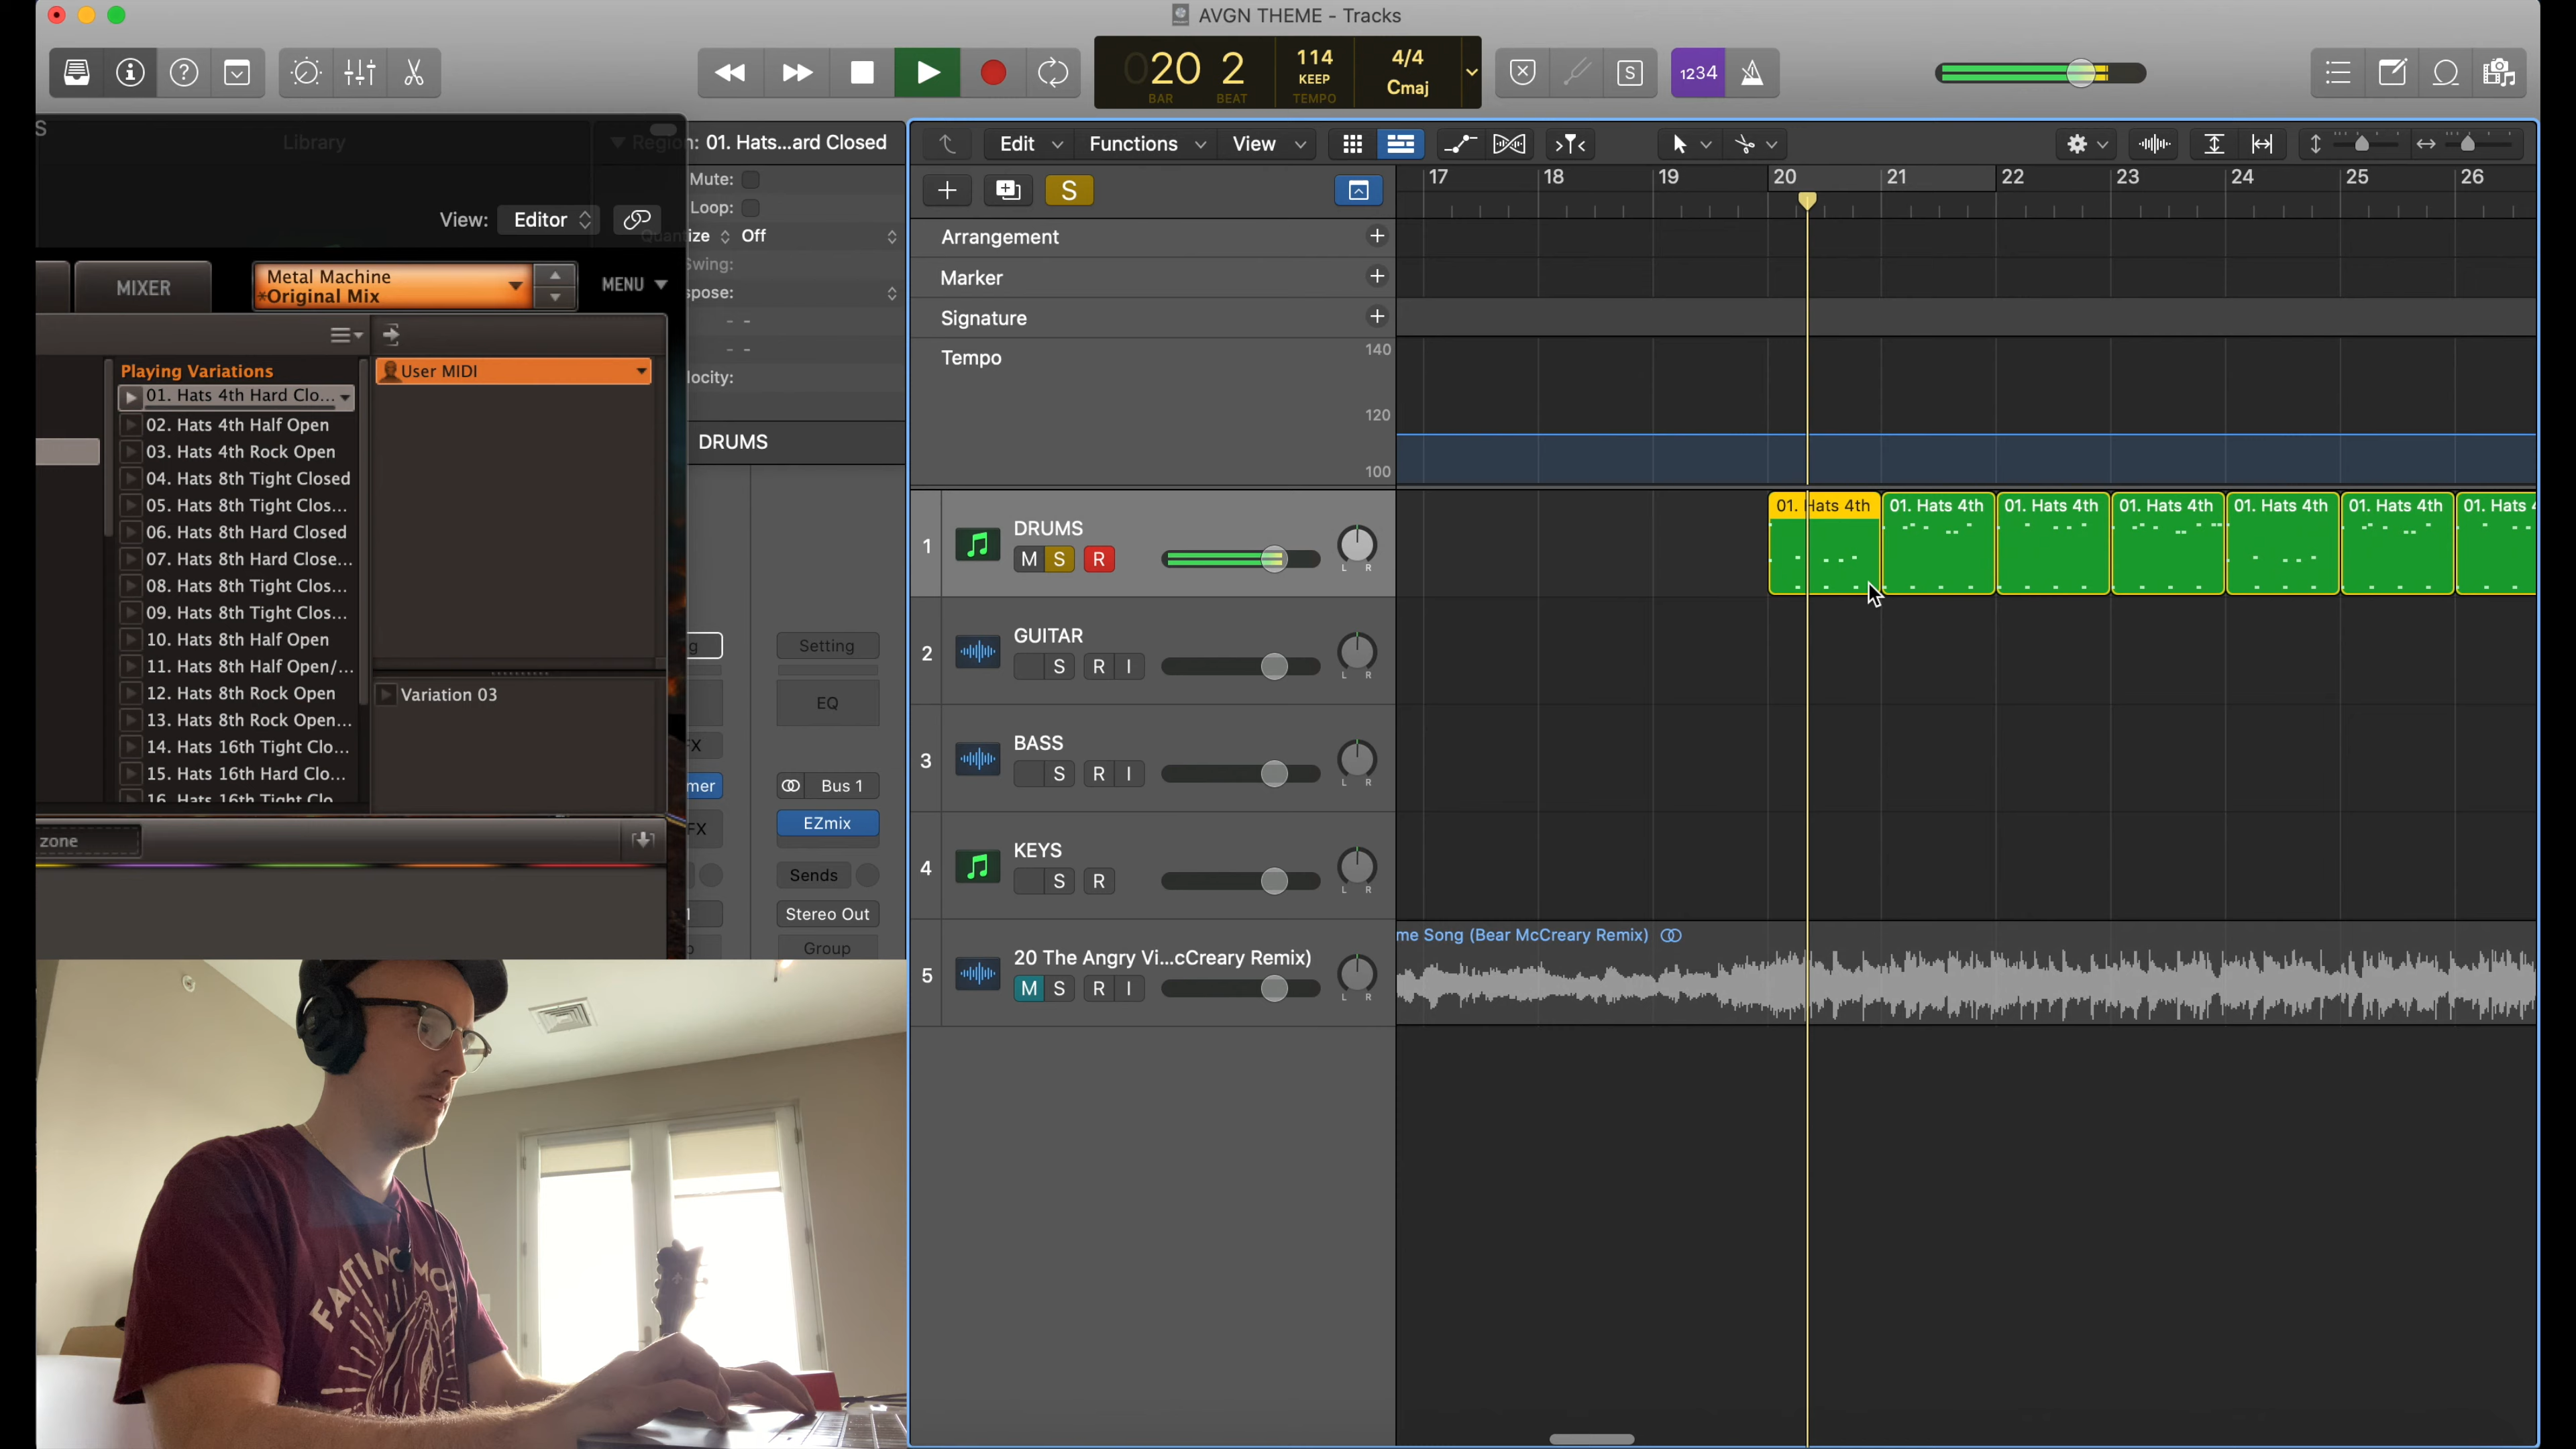 AVGN THEME - Tracks
020 2
BAR BEAT
114
KEEP
TEMPO
4/4
Cmaj
S
1234
S
Library
Region: 01. Hats...ard Closed
Mute:
Loop:
Quantize Off
Swing:
spose:
- -
- -
locity:
View: Editor
MIXER
Metal Machine
*Original Mix
MENU
Playing Variations
01. Hats 4th Hard Clo...
02. Hats 4th Half Open
03. Hats 4th Rock Open
04. Hats 8th Tight Closed
05. Hats 8th Tight Clos...
06. Hats 8th Hard Closed
07. Hats 8th Hard Close...
08. Hats 8th Tight Clos...
09. Hats 8th Tight Clos...
10. Hats 8th Half Open
11. Hats 8th Half Open/...
12. Hats 8th Rock Open
13. Hats 8th Rock Open...
14. Hats 16th Tight Clo...
15. Hats 16th Hard Clo...
16. Hats 16th Tight Clo
User MIDI
Variation 03
zone
DRUMS
g
Setting
EQ
FX
mer
Bus 1
EZmix
FX
Sends
Stereo Out
Group
Edit Functions View
S
17 18 19 20 21 22 23 24 25 26
Arrangement
Marker
Signature
Tempo
140
120
100
1 DRUMS
M S R
L R
01. Hats 4th 01. Hats 4th 01. Hats 4th 01. Hats 4th 01. Hats 4th 01. Hats 4th 01. Hats 4
2 GUITAR
S R I
L R
3 BASS
S R I
L R
4 KEYS
S R
L R
5 20 The Angry Vi...cCreary Remix)
M S R I
L R
me Song (Bear McCreary Remix)
FAITH NO MORE